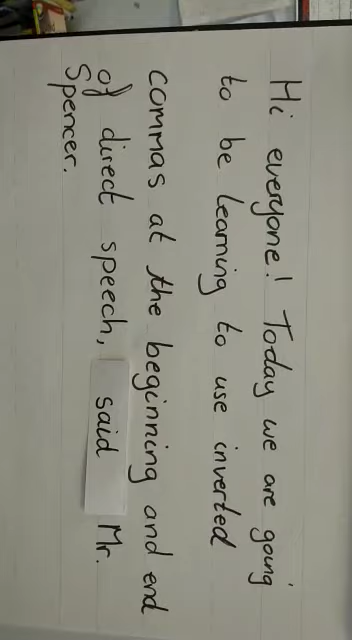 Hi everyone! Today we are going
to be learning to use inverted
commas at the beginning and end
of direct speech, said Mr.
Spencer.